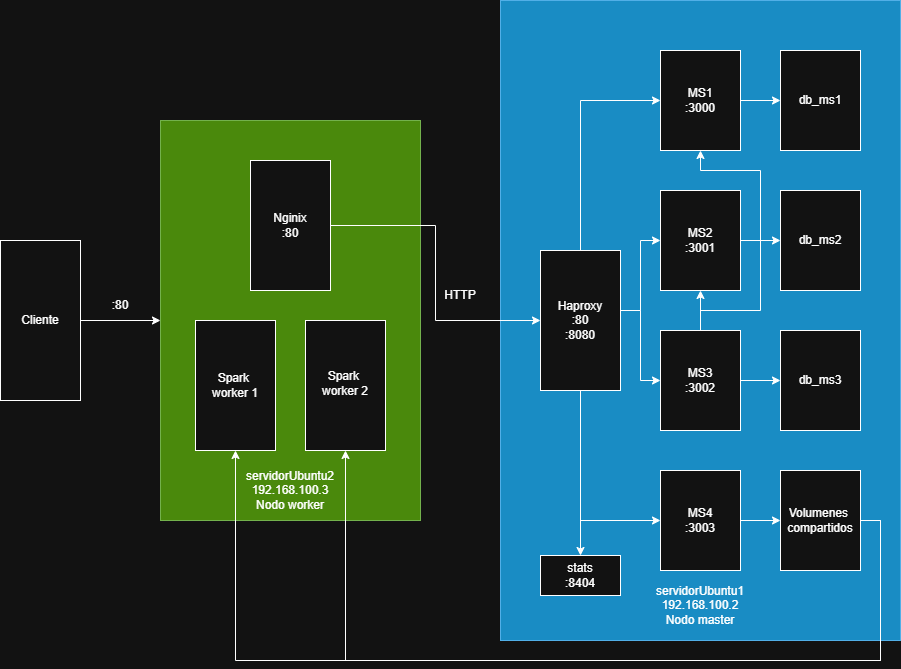 Cliente
:80
Nginix
:80
Spark
worker 1
Spark
worker 2
servidorUbuntu2
192.168.100.3
Nodo worker
HTTP
Haproxy
:80
:8080
MS1
:3000
db_ms1
MS2
:3001
db_ms2
MS3
:3002
db_ms3
MS4
:3003
Volumenes
compartidos
stats
:8404
servidorUbuntu1
192.168.100.2
Nodo master